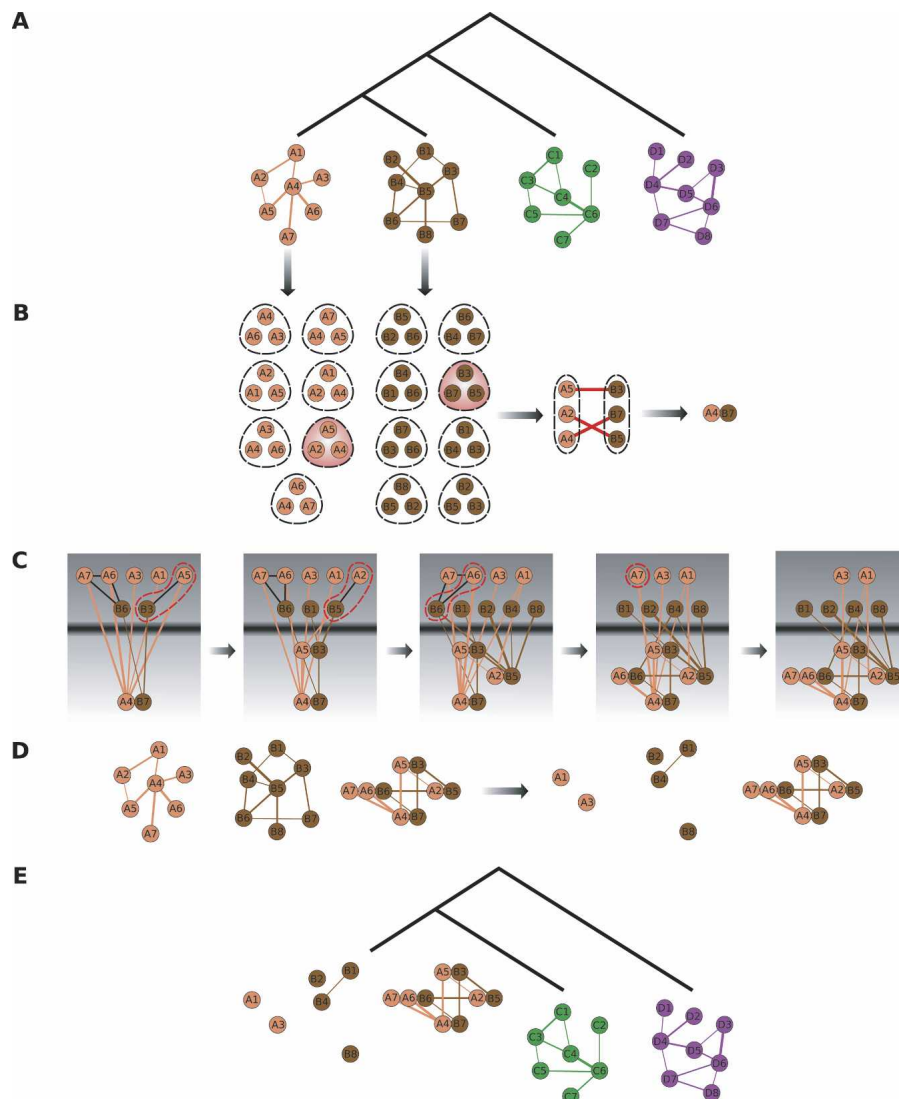 A
A1
A2
A3
A4
A5
A6
A7
B1
B2
B3
B4
B5
B6
B7
B8
C1
C2
C3
C4
C5
C6
C7
D1
D2
D3
D4
D5
D6
D7
D8
B
A4
A6 A3
A7
A4 A5
B5
B2 B6
B6
B4 B7
A2
A1 A5
A1
A2 A4
B4
B1 B6
B3
B7 B5
A3
A4 A6
A5
A2 A4
B7
B3 B6
B1
B4 B3
A6
A4 A7
B8
B5 B2
B2
B5 B3
A5 B3
A2 B7
A4 B5
A4 B7
C
A7 A6 A3 A1 A5
B6 B3
A4 B7
A7 A6 A3 A1 A2
B6 B1 B5
A5 B3
A4 B7
A7 A6 A3 A1
B6 B1 B2 B4 B8
A5 B3
A2 B5
A4 B7
A7 A3 A1
B1 B2 B4 B8
A5 B3
A6 B6 A2 B5
A4 B7
A3 A1
B1 B2 B4 B8
A5 B3
A7 A6 B6 A2 B5
A4 B7
D
A1
A2 A3
A4
A5 A6
A7
B1
B2
B3
B4
B5
B6
B7
B8
A5 B3
A7 A6 B6 A2 B5
A4 B7
A1
A3
B1
B2
B4
B8
A5 B3
A7 A6 B6 A2 B5
A4 B7
E
A1
A3
B1
B2
B4
B8
A5 B3
A7 A6 B6 A2 B5
A4 B7
C1
C2
C3
C4
C5
C6
C7
D1
D2
D3
D4
D5
D6
D7
D8